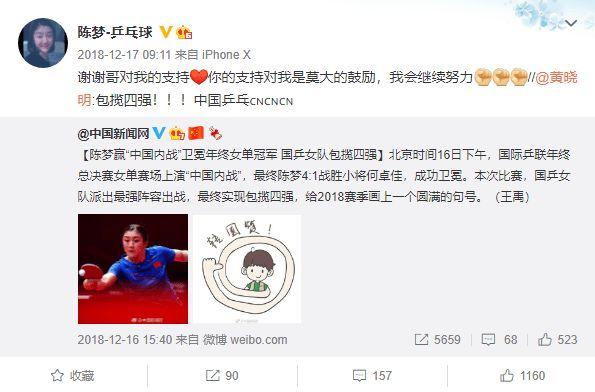 陈梦-乒乓球
2018-12-17 09:11 来自 iPhone X
谢谢哥对我的支持❤你的支持对我是莫大的鼓励，我会继续努力✊✊✊//@黄晓
明:包揽四强！！！中国乒乓CNCNCN
@中国新闻网
【陈梦赢“中国内战”卫冕年终女单冠军 国乒女队包揽四强】北京时间16日下午，国际乒联年终
总决赛女单赛场上演“中国内战”，最终陈梦4:1战胜小将何卓佳，成功卫冕。本次比赛，国乒女
队派出最强阵容出战，最终实现包揽四强，给2018赛季画上一个圆满的句号。（王禹）
2018-12-16 15:40 来自 微博 weibo.com
5659
68
523
收藏
90
157
1160